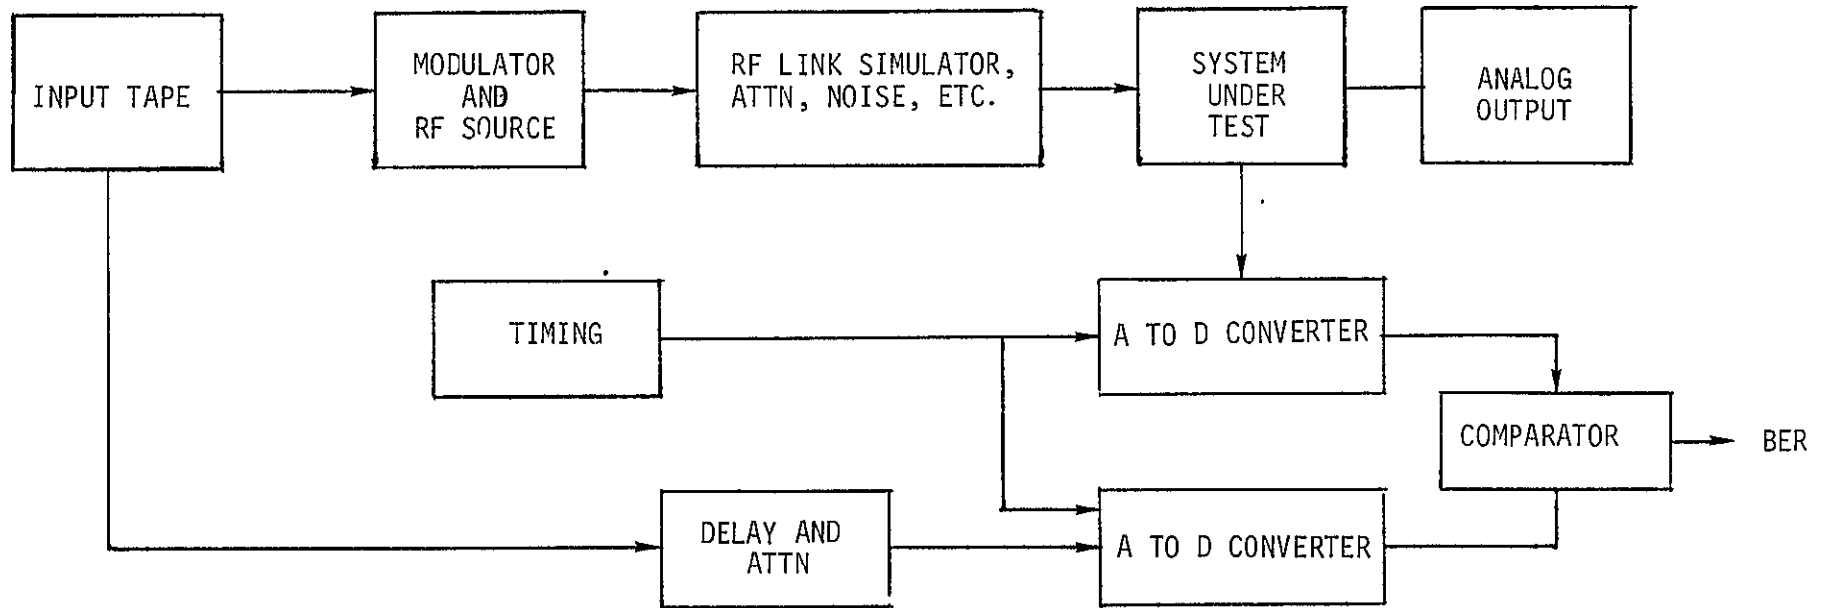 INPUT TAPE
MODULATOR
AND
RF SOURCE
RF LINK SIMULATOR,
ATTN, NOISE, ETC.
SYSTEM
UNDER
TEST
ANALOG
OUTPUT
TIMING
A TO D CONVERTER
COMPARATOR
BER
DELAY AND
ATTN
A TO D CONVERTER